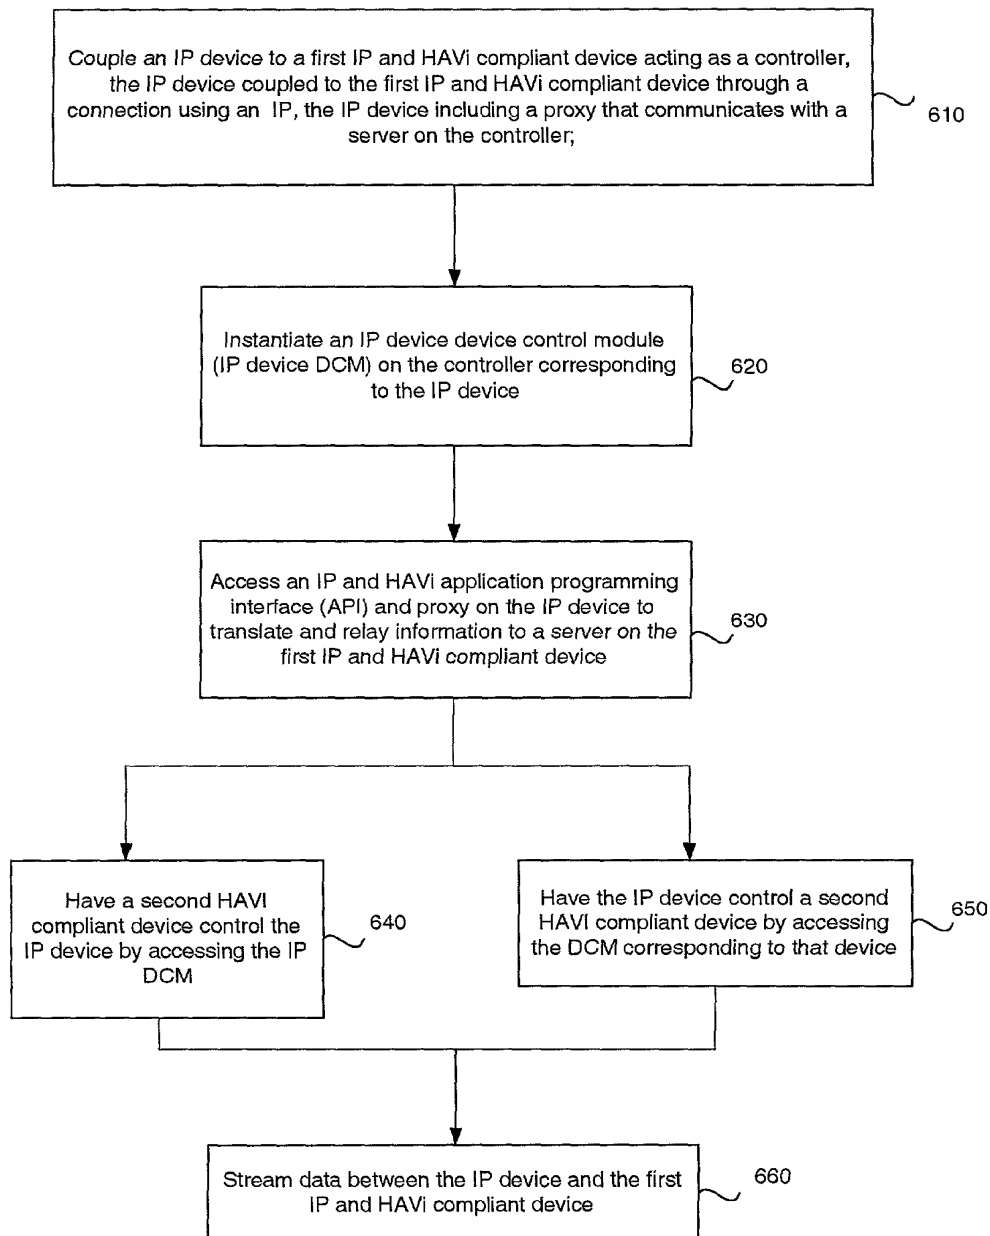 Couple an IP device to a first IP and HAVi compliant device acting as a controller,
the IP device coupled to the first IP and HAVi compliant device through a
connection using an IP, the IP device including a proxy that communicates with a
server on the controller;
610
Instantiate an IP device device control module
(IP device DCM) on the controller corresponding
to the IP device
620
Access an IP and HAVi application programming
interface (API) and proxy on the IP device to
translate and relay information to a server on the
first IP and HAVi compliant device
630
Have a second HAVI
compliant device control the
IP device by accessing the IP
DCM
640
Have the IP device control a second
HAVI compliant device by accessing
the DCM corresponding to that device
650
Stream data between the IP device and the first
IP and HAVi compliant device
660